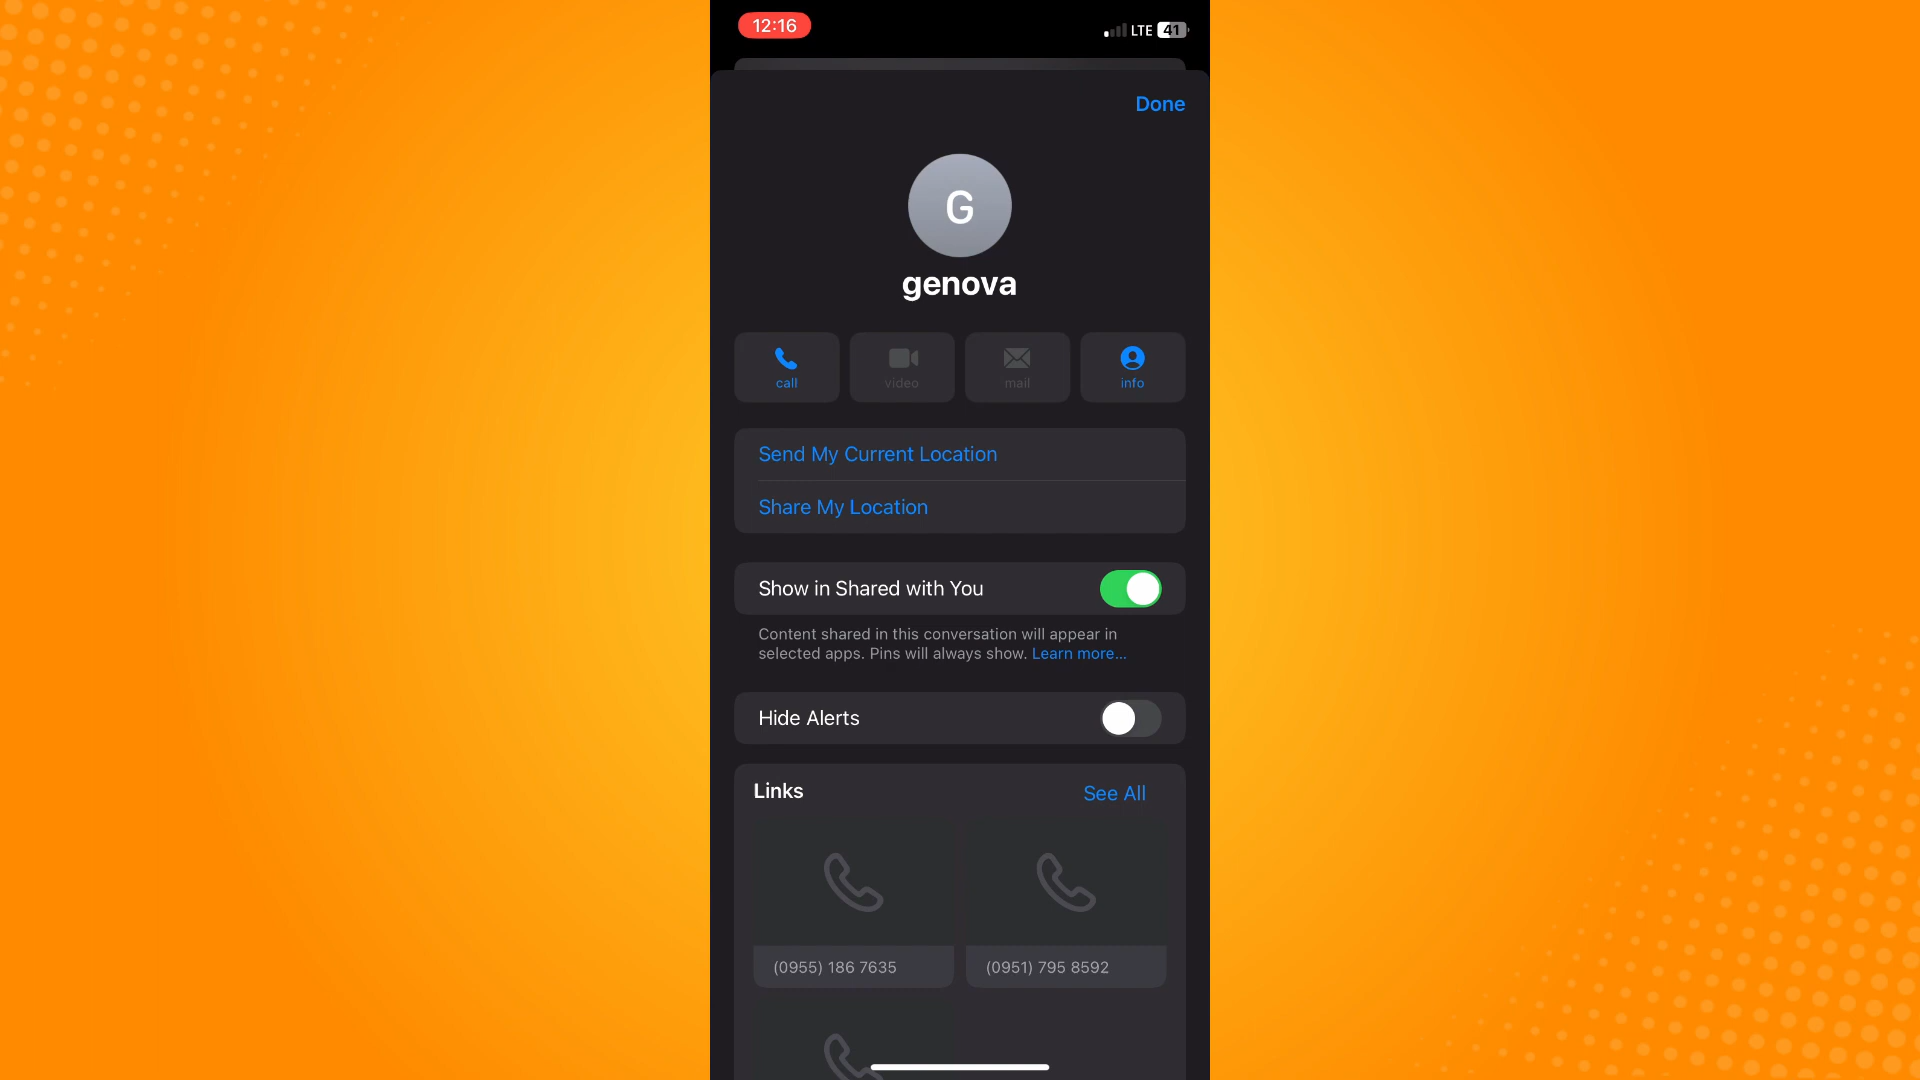 12:16
LTE 41
Done
G
genova
call
video
mail
info
Send My Current Location
Share My Location
Show in Shared with You
Content shared in this conversation will appear in
selected apps. Pins will always show. Learn more...
Hide Alerts
Links
See All
(0955) 186 7635
(0951) 795 8592